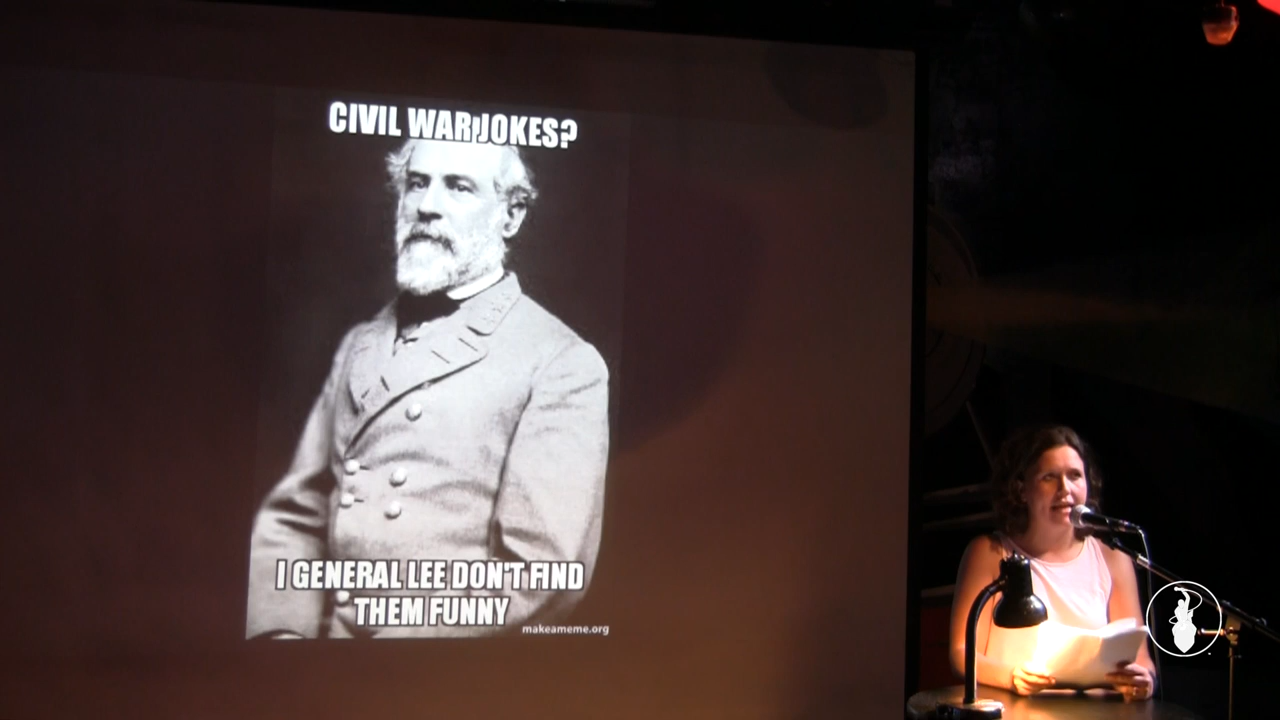 CIVIL WAR JOKES?
I GENERAL LEE DON'T FIND
THEM FUNNY
makeameme.org